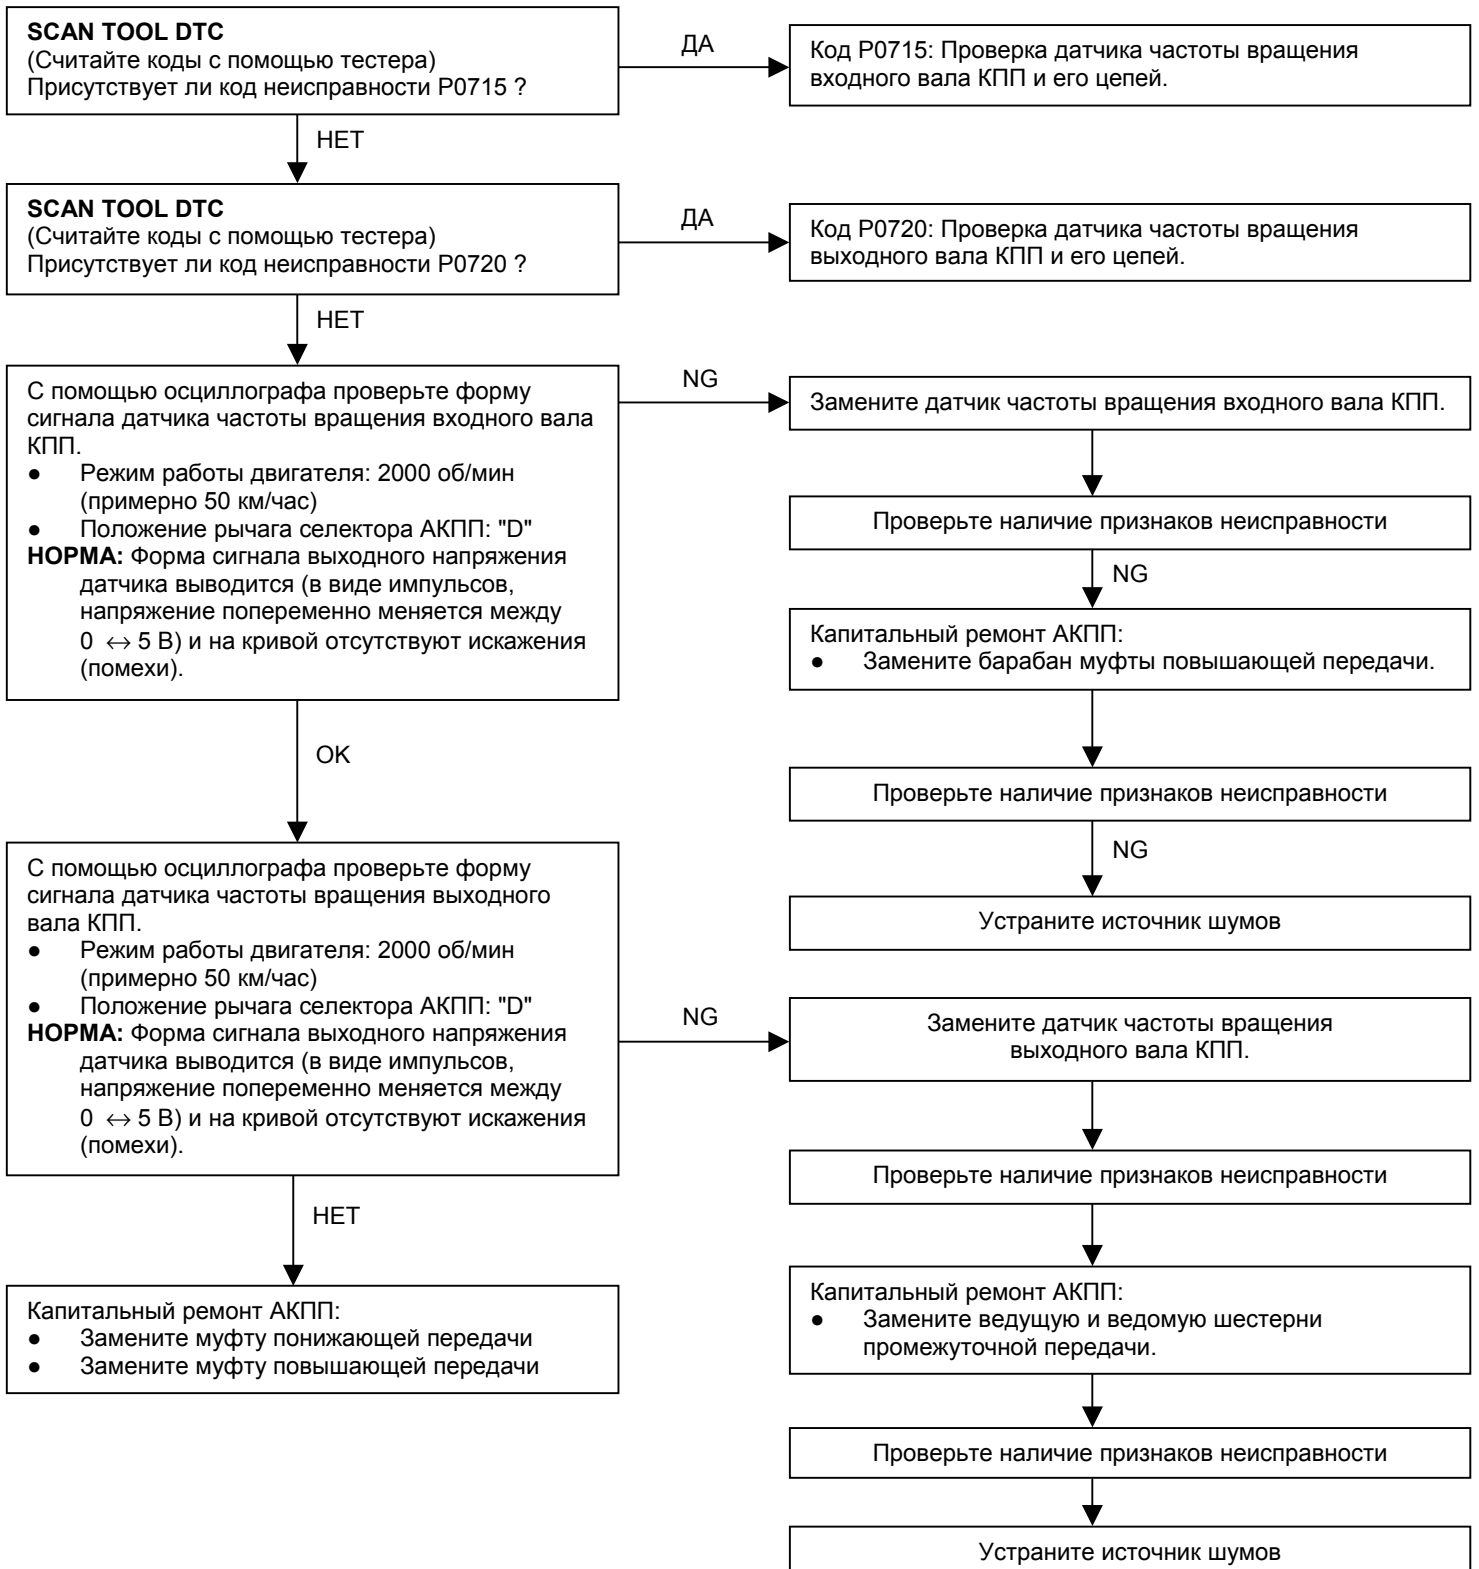 SCAN TOOL DTC
(Считайте коды с помощью тестера)
Присутствует ли код неисправности P0715 ?
ДА
Код P0715: Проверка датчика частоты вращения
входного вала КПП и его цепей.
НЕТ
SCAN TOOL DTC
(Считайте коды с помощью тестера)
Присутствует ли код неисправности P0720 ?
ДА
Код P0720: Проверка датчика частоты вращения
выходного вала КПП и его цепей.
НЕТ
С помощью осциллографа проверьте форму
сигнала датчика частоты вращения входного вала
КПП.
● Режим работы двигателя: 2000 об/мин
(примерно 50 км/час)
● Положение рычага селектора АКПП: "D"
НОРМА: Форма сигнала выходного напряжения
датчика выводится (в виде импульсов,
напряжение попеременно меняется между
0 ↔ 5 В) и на кривой отсутствуют искажения
(помехи).
NG
Замените датчик частоты вращения входного вала КПП.
Проверьте наличие признаков неисправности
NG
Капитальный ремонт АКПП:
● Замените барабан муфты повышающей передачи.
Проверьте наличие признаков неисправности
NG
Устраните источник шумов
OK
С помощью осциллографа проверьте форму
сигнала датчика частоты вращения выходного
вала КПП.
● Режим работы двигателя: 2000 об/мин
(примерно 50 км/час)
● Положение рычага селектора АКПП: "D"
НОРМА: Форма сигнала выходного напряжения
датчика выводится (в виде импульсов,
напряжение попеременно меняется между
0 ↔ 5 В) и на кривой отсутствуют искажения
(помехи).
NG
Замените датчик частоты вращения
выходного вала КПП.
Проверьте наличие признаков неисправности
Капитальный ремонт АКПП:
● Замените ведущую и ведомую шестерни
промежуточной передачи.
Проверьте наличие признаков неисправности
Устраните источник шумов
НЕТ
Капитальный ремонт АКПП:
● Замените муфту понижающей передачи
● Замените муфту повышающей передачи